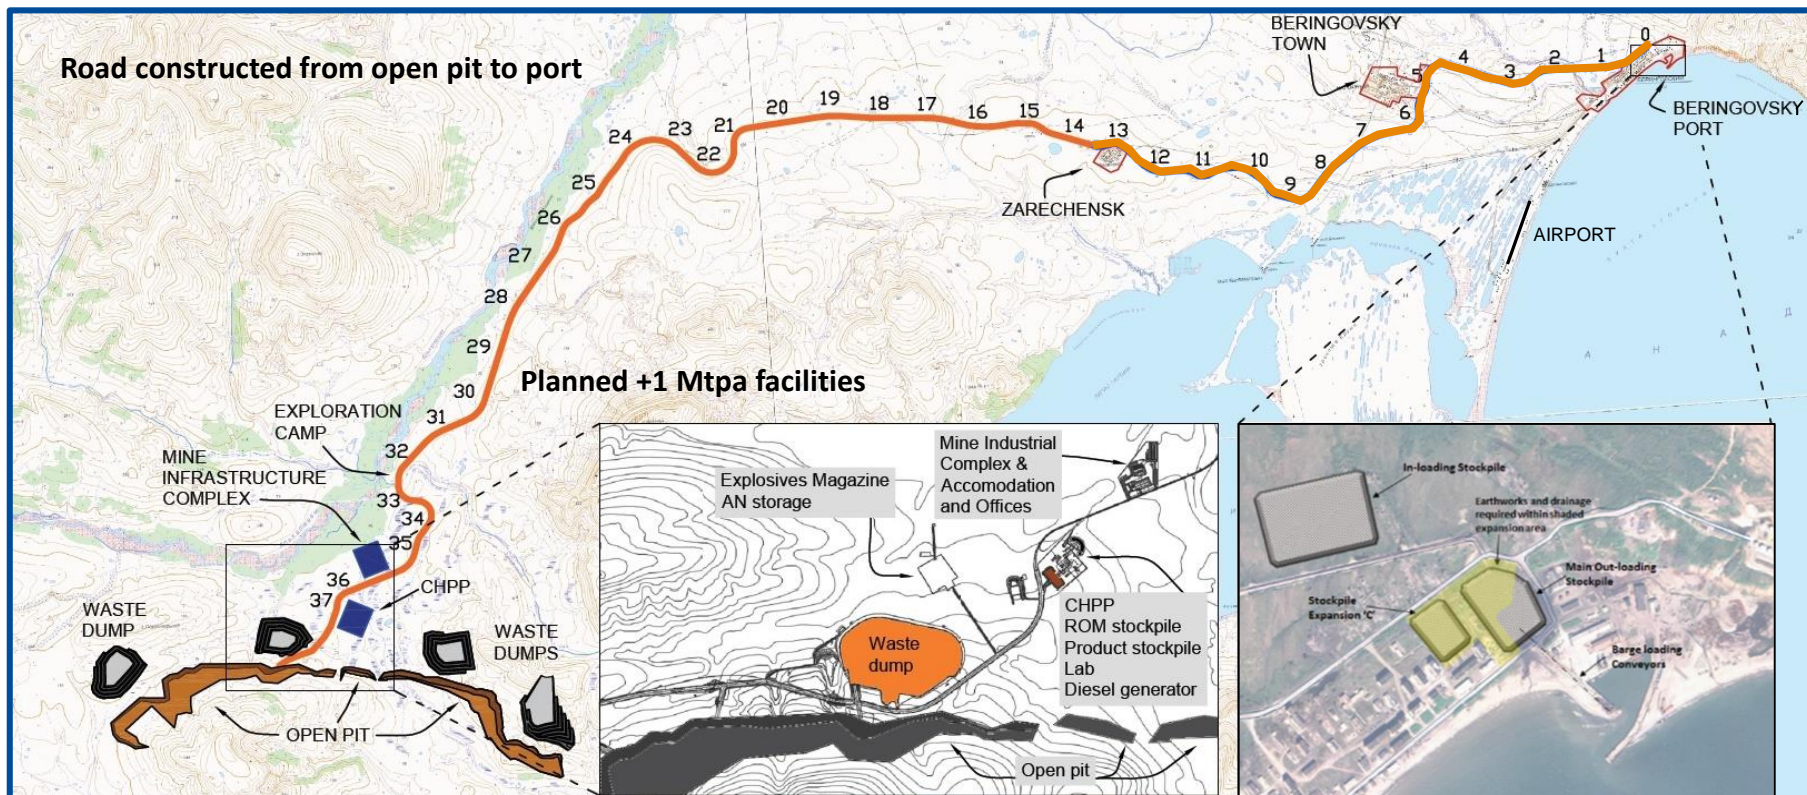 Road constructed from open pit to port
BERINGOVSKY
TOWN
BERINGOVSKY
PORT
0
1
2
3
4
5
6
7
8
9
10
11
12
13
14
15
16
17
18
19
20
21
22
23
24
25
26
27
28
29
30
31
32
33
34
35
36
37
ZARECHENSK
AIRPORT
Planned +1 Mtpa facilities
EXPLORATION
CAMP
MINE
INFRASTRUCTURE
COMPLEX
CHPP
WASTE
DUMP
WASTE
DUMPS
OPEN PIT
Explosives Magazine
AN storage
Mine Industrial
Complex &
Accomodation
and Offices
Waste
dump
CHPP
ROM stockpile
Product stockpile
Lab
Diesel generator
Open pit
In-loading Stockpile
Earthworks and drainage
required within shaded
expansion area
Main Out-loading
Stockpile
Stockpile
Expansion 'C'
Barge loading
Conveyors